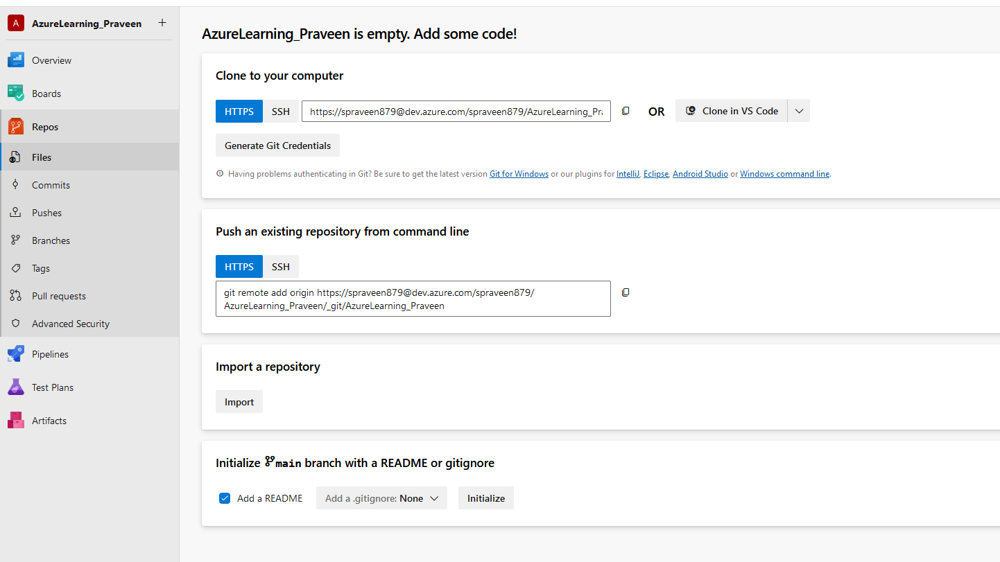 A AzureLearning_Praveen +
Overview
Boards
Repos
Files
Commits
Pushes
Branches
Tags
Pull requests
Advanced Security
Pipelines
Test Plans
Artifacts
AzureLearning_Praveen is empty. Add some code!
Clone to your computer
HTTPS SSH https://spraveen879@dev.azure.com/spraveen879/AzureLearning_Pra OR Clone in VS Code
Generate Git Credentials
Having problems authenticating in Git? Be sure to get the latest version Git for Windows or our plugins for IntelliJ, Eclipse, Android Studio or Windows command line.
Push an existing repository from command line
HTTPS SSH
git remote add origin https://spraveen879@dev.azure.com/spraveen879/
AzureLearning_Praveen/_git/AzureLearning_Praveen
Import a repository
Import
Initialize main branch with a README or gitignore
Add a README Add a .gitignore: None Initialize